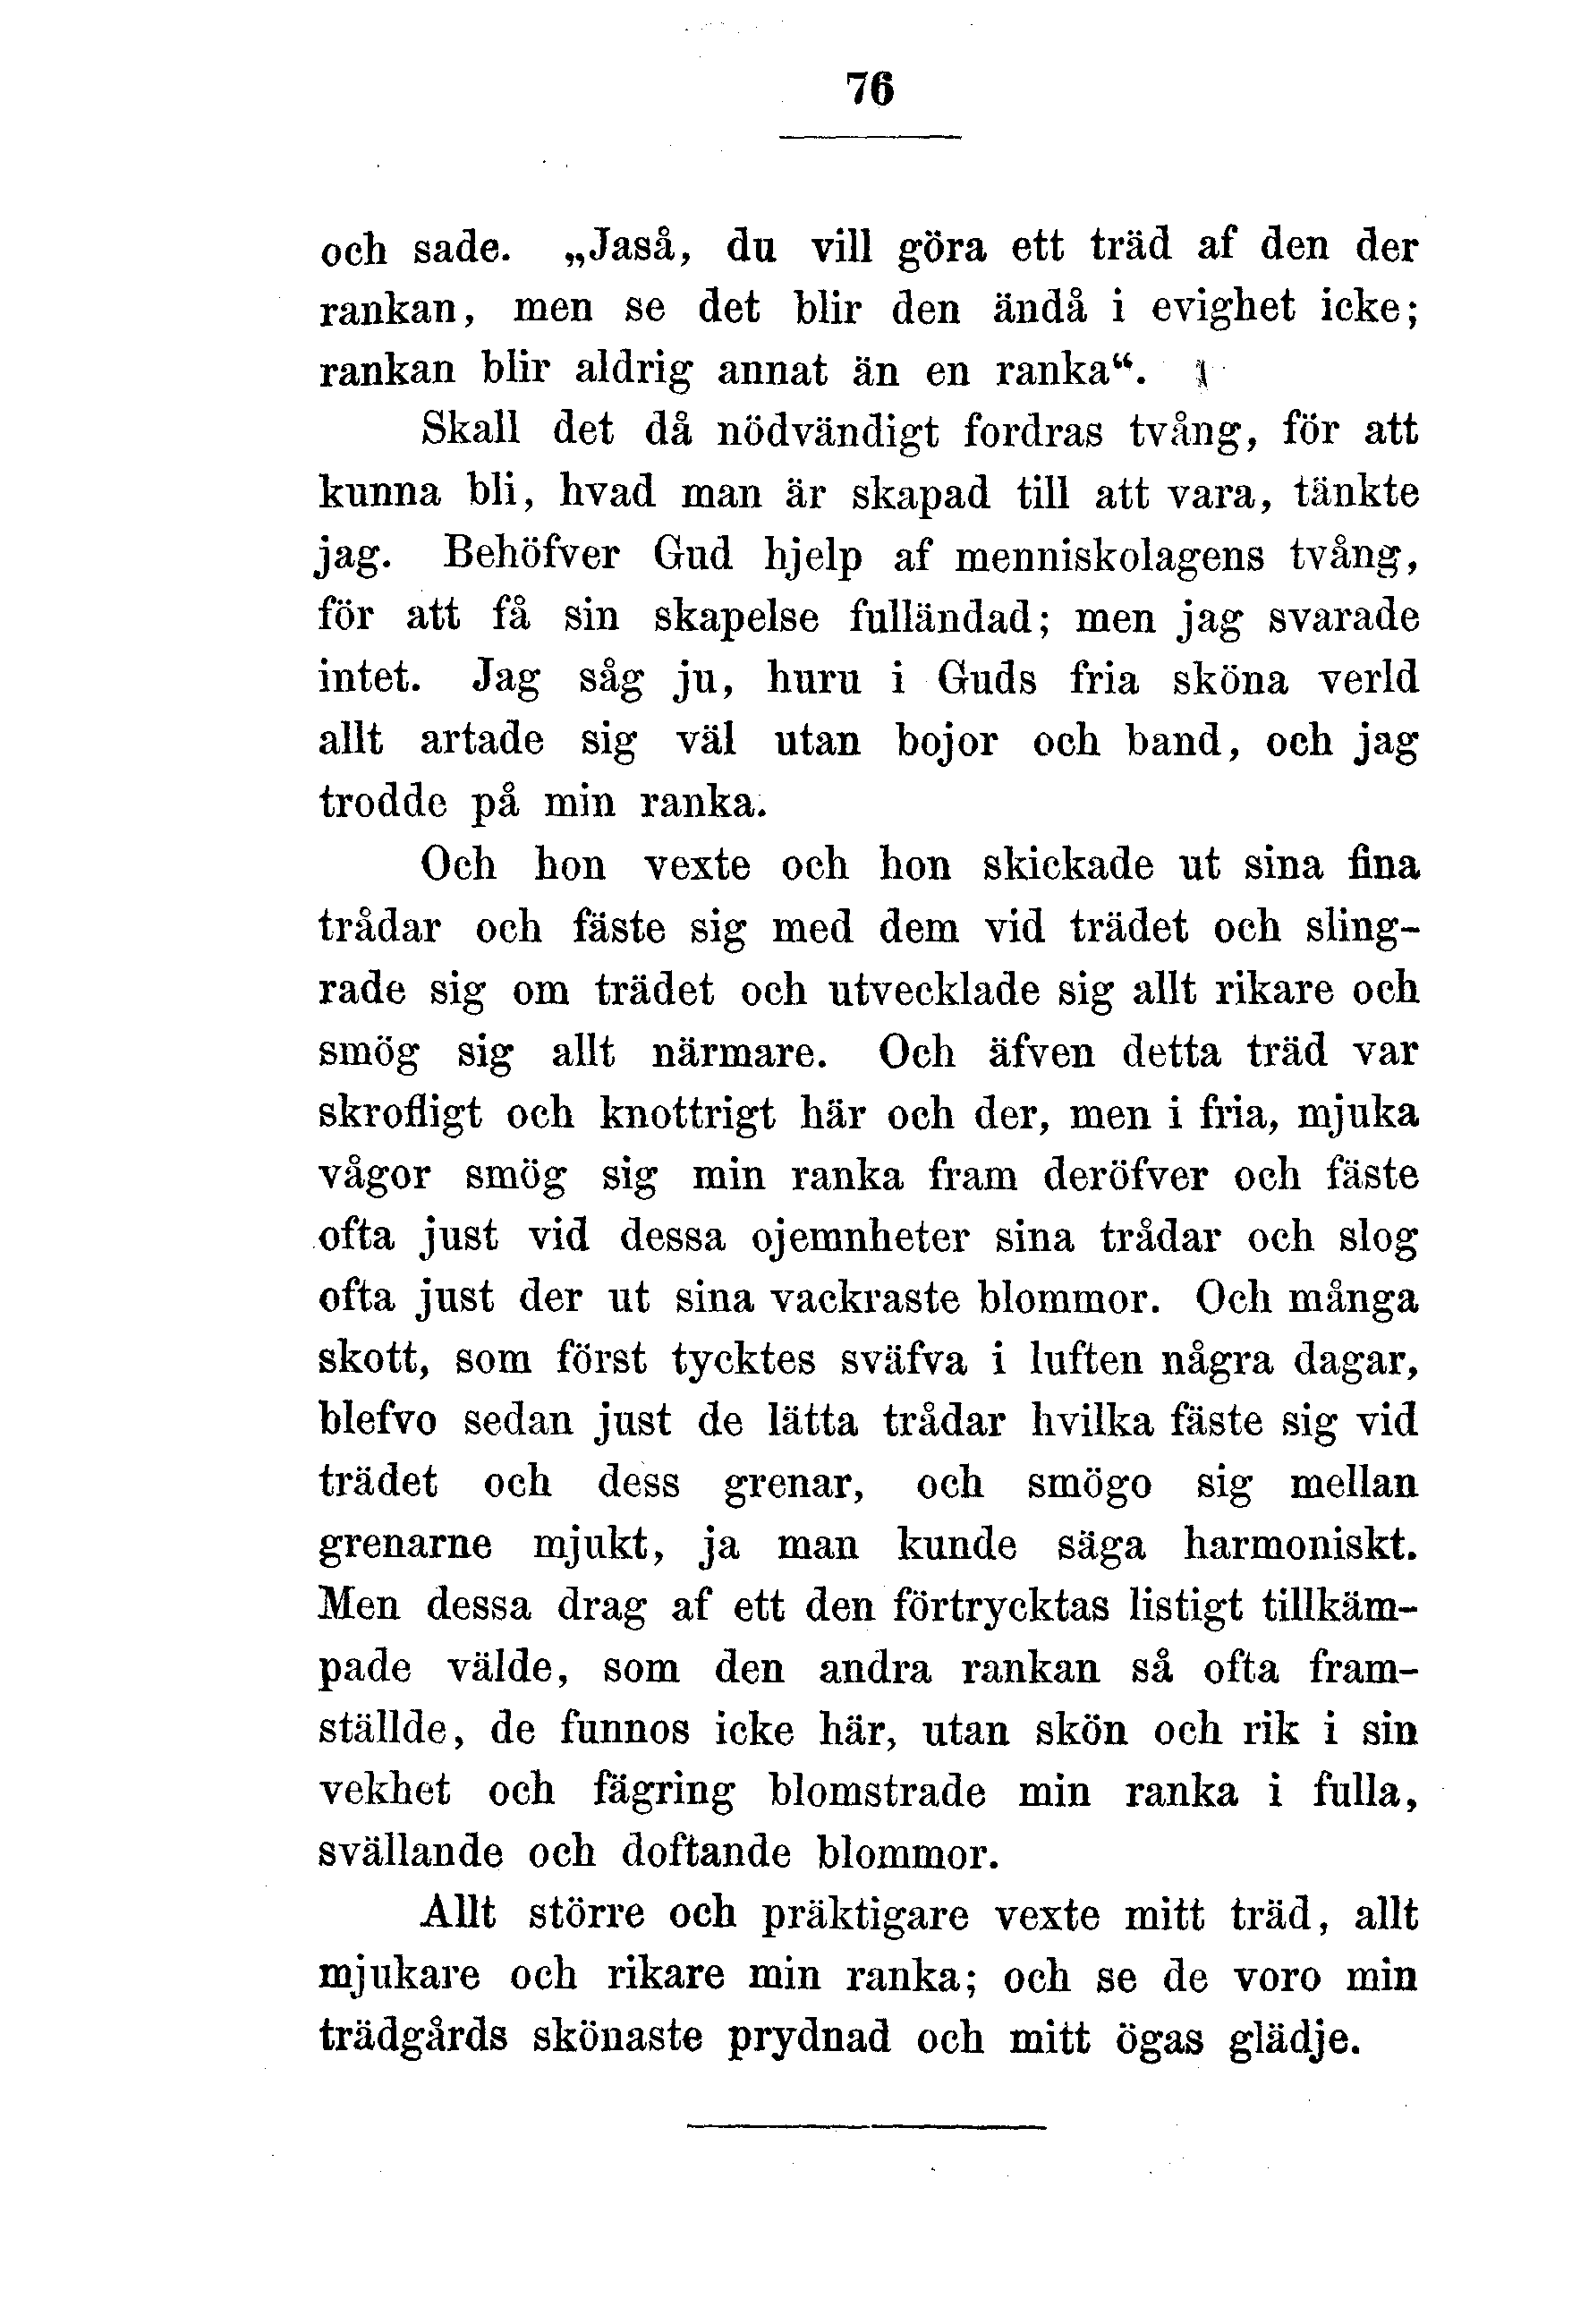 76
och sade. „Jaså, du vill göra ett träd af den der
rankan, men se det blir den ändå i evighet icke;
rankan blir aldrig annat än en ranka“.
Skall det då nödvändigt fordras tvång, för att
kunna bli, hvad man är skapad till att vara, tänkte
jag. Behöfver Gud hjelp af menniskolagens tvång,
för att få sin skapelse fulländad; men jag svarade
intet. Jag såg ju, huru i Guds fria sköna verld
allt artade sig väl utan bojor och band, och jag
trodde på min ranka.
Och hon vexte och hon skickade ut sina fina
trådar och fäste sig med dem vid trädet och sling-
rade sig om trädet och utvecklade sig allt rikare och
smög sig allt närmare. Och äfven detta träd var
skrofligt och knottrigt här och der, men i fria, mjuka
vågor smög sig min ranka fram deröfver och fäste
ofta just vid dessa ojemnheter sina trådar och slog
ofta just der ut sina vackraste blommor. Och många
skott, som först tycktes sväfva i luften några dagar,
blefvo sedan just de lätta trådar hvilka fäste sig vid
trädet och dess grenar, och smögo sig mellan
grenarne mjukt, ja man kunde säga harmoniskt.
Men dessa drag af ett den förtrycktas listigt tillkäm-
pade välde, som den andra rankan så ofta fram-
ställde, de funnos icke här, utan skön och rik i sin
vekhet och fägring blomstrade min ranka i fulla,
svällande och doftande blommor.
Allt större och präktigare vexte mitt träd, allt
mjukare och rikare min ranka; och se de voro min
trädgårds skönaste prydnad och mitt ögas glädje.